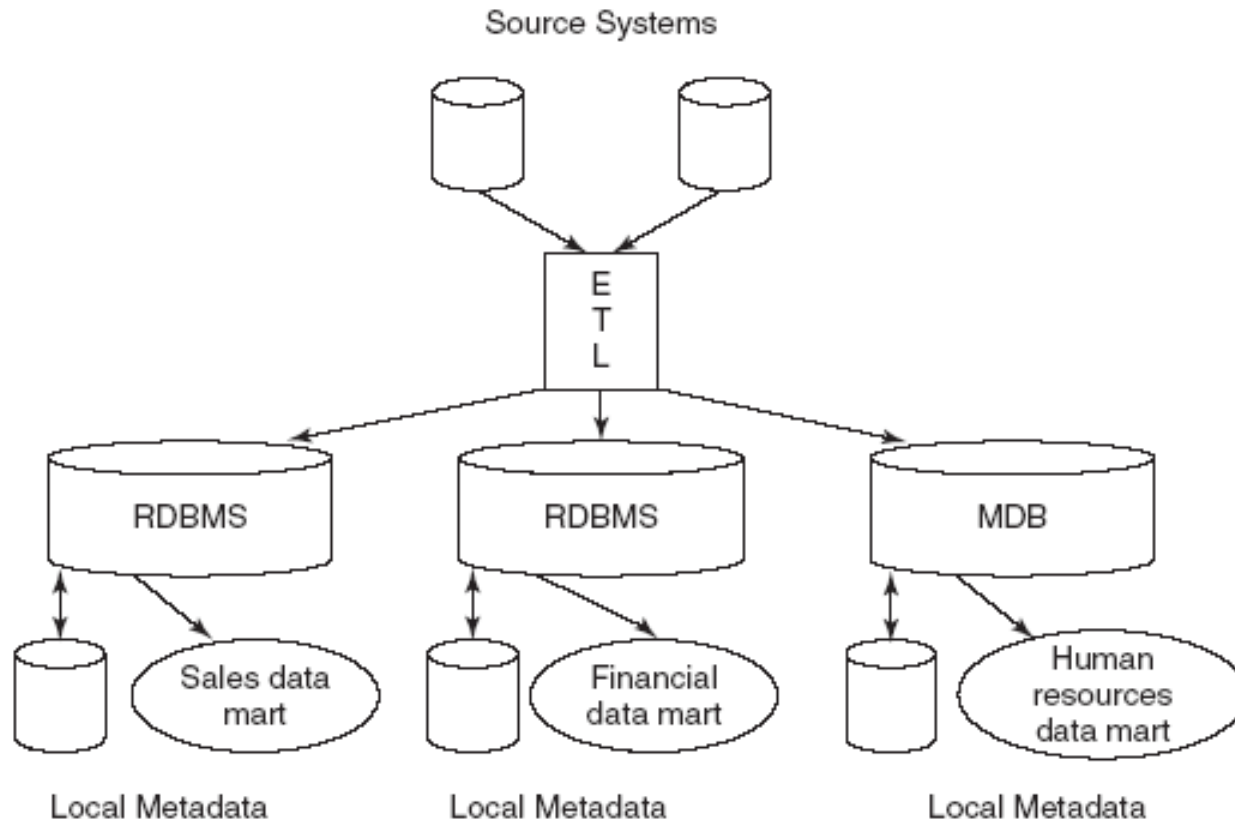 Source Systems
E
T
L
RDBMS
RDBMS
MDB
Sales data
mart
Financial
data mart
Human
resources
data mart
Local Metadata
Local Metadata
Local Metadata